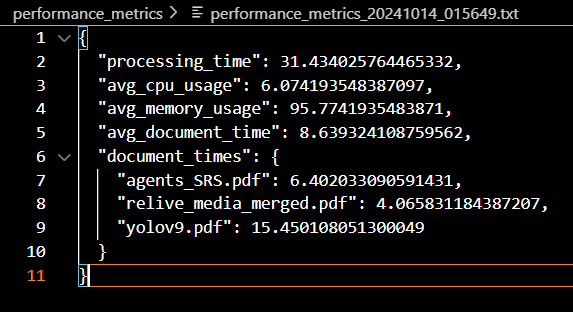 performance_metrics > performance_metrics_20241014_015649.txt
1 {
2 "processing_time": 31.434025764465332,
3 "avg_cpu_usage": 6.074193548387097,
4 "avg_memory_usage": 95.7741935483871,
5 "avg_document_time": 8.639324108759562,
6 "document_times": {
7 "agents_SRS.pdf": 6.402033090591431,
8 "relive_media_merged.pdf": 4.065831184387207,
9 "yolov9.pdf": 15.450108051300049
10 }
11 }